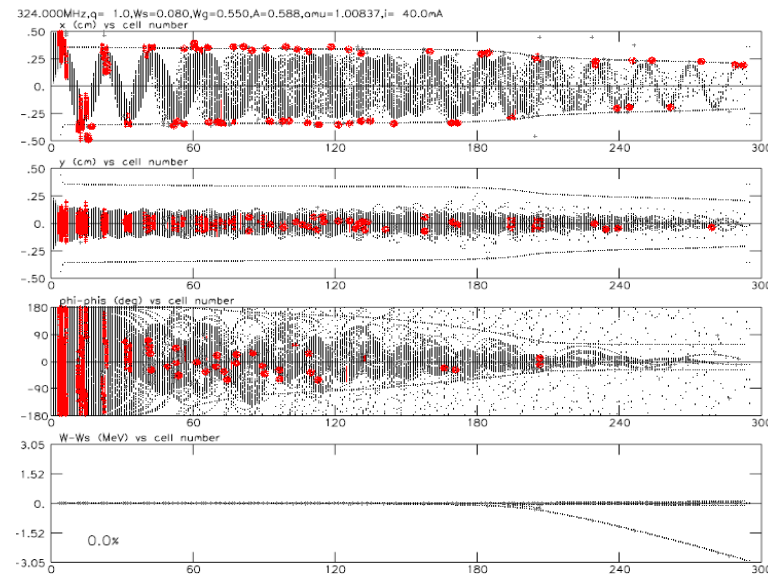 324.000MHz,q= 1.0,Ws=0.080,Wg=0.550,A=0.588,amu=1.00837,i= 40.0mA
x (cm) vs cell number
.50
.25
0.
-.25
-.50
0 60 120 180 240 300
y (cm) vs cell number
.50
.25
0.
-.25
-.50
0 60 120 180 240 300
phi-phis (deg) vs cell number
180
90
0
-90
-180
0 60 120 180 240 300
W-Ws (MeV) vs cell number
3.05
1.52
0.
-1.52
0.0%
-3.05
0 60 120 180 240 300